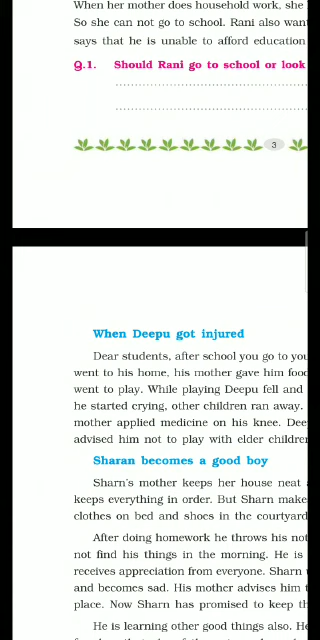 When her mother does household work, she
So she can not go to school. Rani also want
says that he is unable to afford education
Q.1. Should Rani go to school or look
3
When Deepu got injured
Dear students, after school you go to you
went to his home, his mother gave him food
went to play. While playing Deepu fell and
he started crying, other children ran away.
mother applied medicine on his knee. Dee
advised him not to play with elder children
Sharan becomes a good boy
Sharn's mother keeps her house neat
keeps everything in order. But Sharn make
clothes on bed and shoes in the courtyard
After doing homework he throws his not
not find his things in the morning. He is
receives appreciation from everyone. Sharn
and becomes sad. His mother advises him t
place. Now Sharn has promised to keep th
He is learning other good things also. He